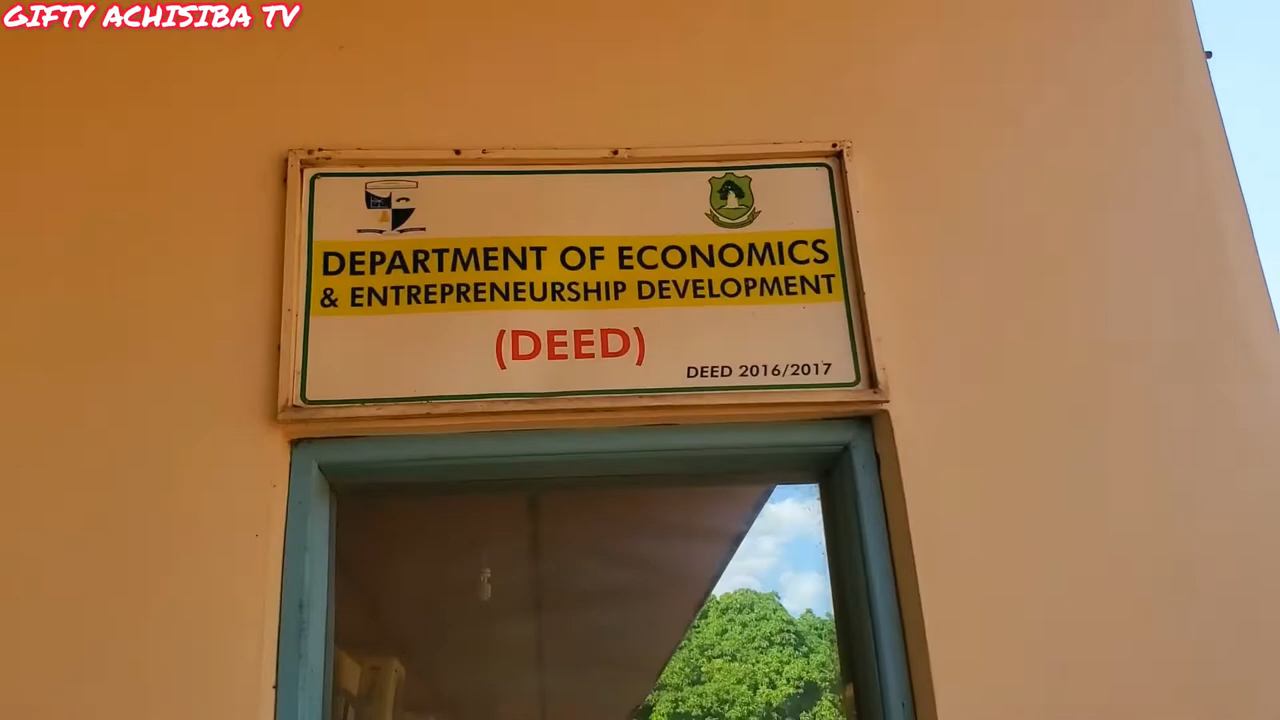 GIFTY ACHISIBA TV
DEPARTMENT OF ECONOMICS
& ENTREPRENEURSHIP DEVELOPMENT
(DEED)
DEED 2016/2017